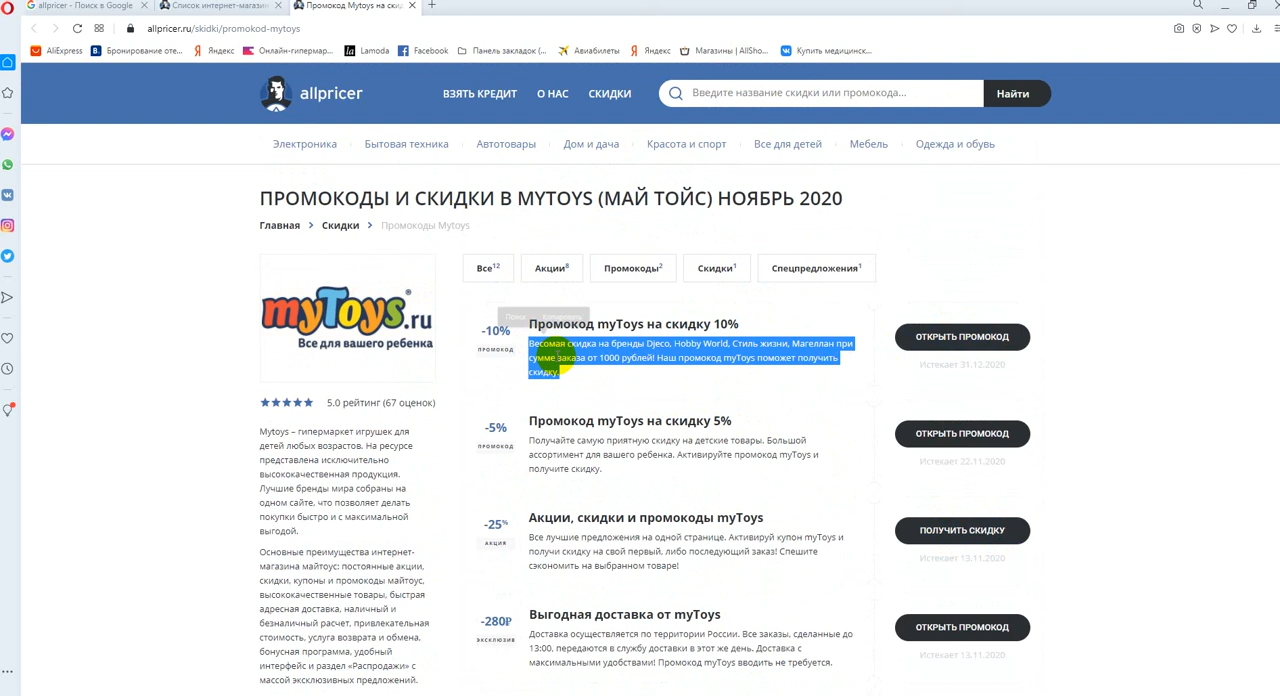 allpricer - Поиск в Google
Список интернет-магазин
Промокод Mytoys на ски
allpricer.ru/skidki/promokod-mytoys
AliExpress
Бронирование оте...
Яндекс
Онлайн-гипермар...
Lamoda
Facebook
Панель закладок (...
Авиабилеты
Яндекс
Магазины | AllSho...
Купить медицинск...
allpricer
ВЗЯТЬ КРЕДИТ
О НАС
СКИДКИ
Введите название скидки или промокода...
Найти
Электроника
Бытовая техника
Автотовары
Дом и дача
Красота и спорт
Все для детей
Мебель
Одежда и обувь
ПРОМОКОДЫ И СКИДКИ В MYTOYS (МАЙ ТОЙС) НОЯБРЬ 2020
Главная > Скидки > Промокоды Mytoys
myToys.ru
Все для вашего ребенка
5.0 рейтинг (67 оценок)
Mytoys – гипермаркет игрушек для
детей любых возрастов. На ресурсе
представлена исключительно
высококачественная продукция.
Лучшие бренды мира собраны на
одном сайте, что позволяет делать
покупки быстро и с максимальной
выгодой.
Основные преимущества интернет-
магазина майтоус: постоянные акции,
скидки, купоны и промокоды майтоус,
высококачественные товары, быстрая
адресная доставка, наличный и
безналичный расчет, привлекательная
стоимость, услуга возврата и обмена,
бонусная программа, удобный
интерфейс и раздел «Распродажи» с
массой эксклюзивных предложений.
Все 12
Акции 8
Промокоды 2
Скидки 1
Спецпредложения 1
-10%
ПРОМОКОД
Промокод myToys на скидку 10%
Весомая скидка на бренды Djeco, Hobby World, Стиль жизни, Магеллан при
сумме заказа от 1000 рублей! Наш промокод myToys поможет получить
скидку.
ОТКРЫТЬ ПРОМОКОД
Истекает 31.12.2020
-5%
ПРОМОКОД
Промокод myToys на скидку 5%
Получайте самую приятную скидку на детские товары. Большой
ассортимент для вашего ребенка. Активируйте промокод myToys и
получите скидку.
ОТКРЫТЬ ПРОМОКОД
Истекает 22.11.2020
-25%
АКЦИЯ
Акции, скидки и промокоды myToys
Все лучшие предложения на одной странице. Активируй купон myToys и
получи скидку на свой первый, либо последующий заказ! Спешите
сэкономить на выбранном товаре!
ПОЛУЧИТЬ СКИДКУ
Истекает 13.11.2020
-280₽
ЭКСКЛЮЗИВ
Выгодная доставка от myToys
Доставка осуществляется по территории России. Все заказы, сделанные до
13:00, передаются в службу доставки в этот же день. Доставка с
максимальными удобствами! Промокод myToys вводить не требуется.
ОТКРЫТЬ ПРОМОКОД
Истекает 13.11.2020